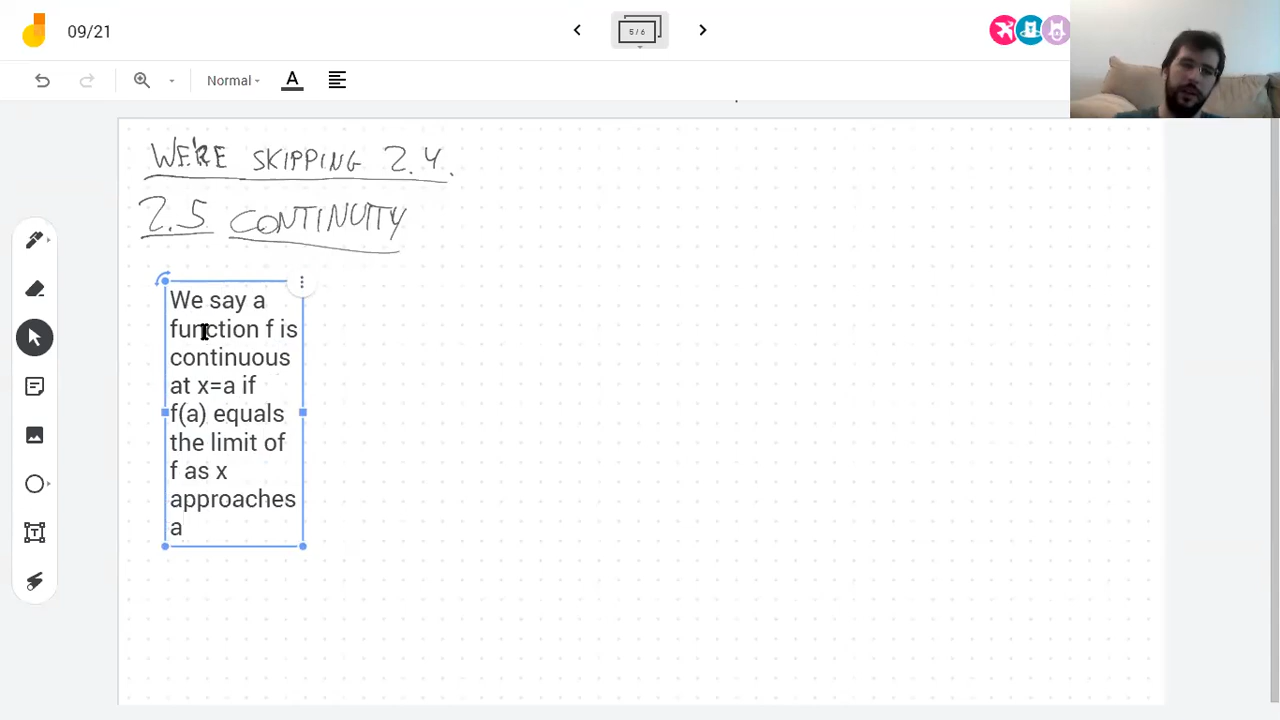 09/21
5 / 6
Normal
A
WE'RE SKIPPING 2.4.
2.5 CONTINUITY
We say a
function f is
continuous
at x=a if
f(a) equals
the limit of
f as x
approaches
a